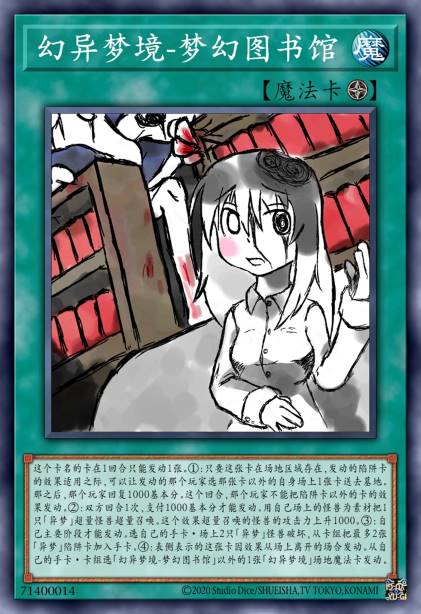 幻异梦境-梦幻图书馆 魔
【魔法卡】
这个卡名的卡在1回合只能发动1张。①:只要这张卡在场地区域存在,发动的陷阱卡
的效果适用之际,可以让发动的那个玩家选那张卡以外的自身场上1张卡送去墓地。
那之后,那个玩家回复1000基本分。这个回合,那个玩家不能把陷阱卡以外的卡的效
果发动。②:双方回合1次,支付1000基本分才能发动。用自己场上的怪兽为素材把1
只「异梦」超量怪兽超量召唤。这个效果超量召唤的怪兽的攻击力上升1000。③:自
己主要阶段才能发动。选自己的手卡·场上2只「异梦」怪兽破坏,从卡组把最多2张
「异梦」陷阱卡加入手卡。④:表侧表示的这张卡因效果从场上离开的场合发动。从自
己的手卡·卡组选「幻异梦境-梦幻图书馆」以外的1张「幻异梦境」场地魔法卡发动。
71400014
©2020 Studio Dice/SHUEISHA,TV TOKYO,KONAMI